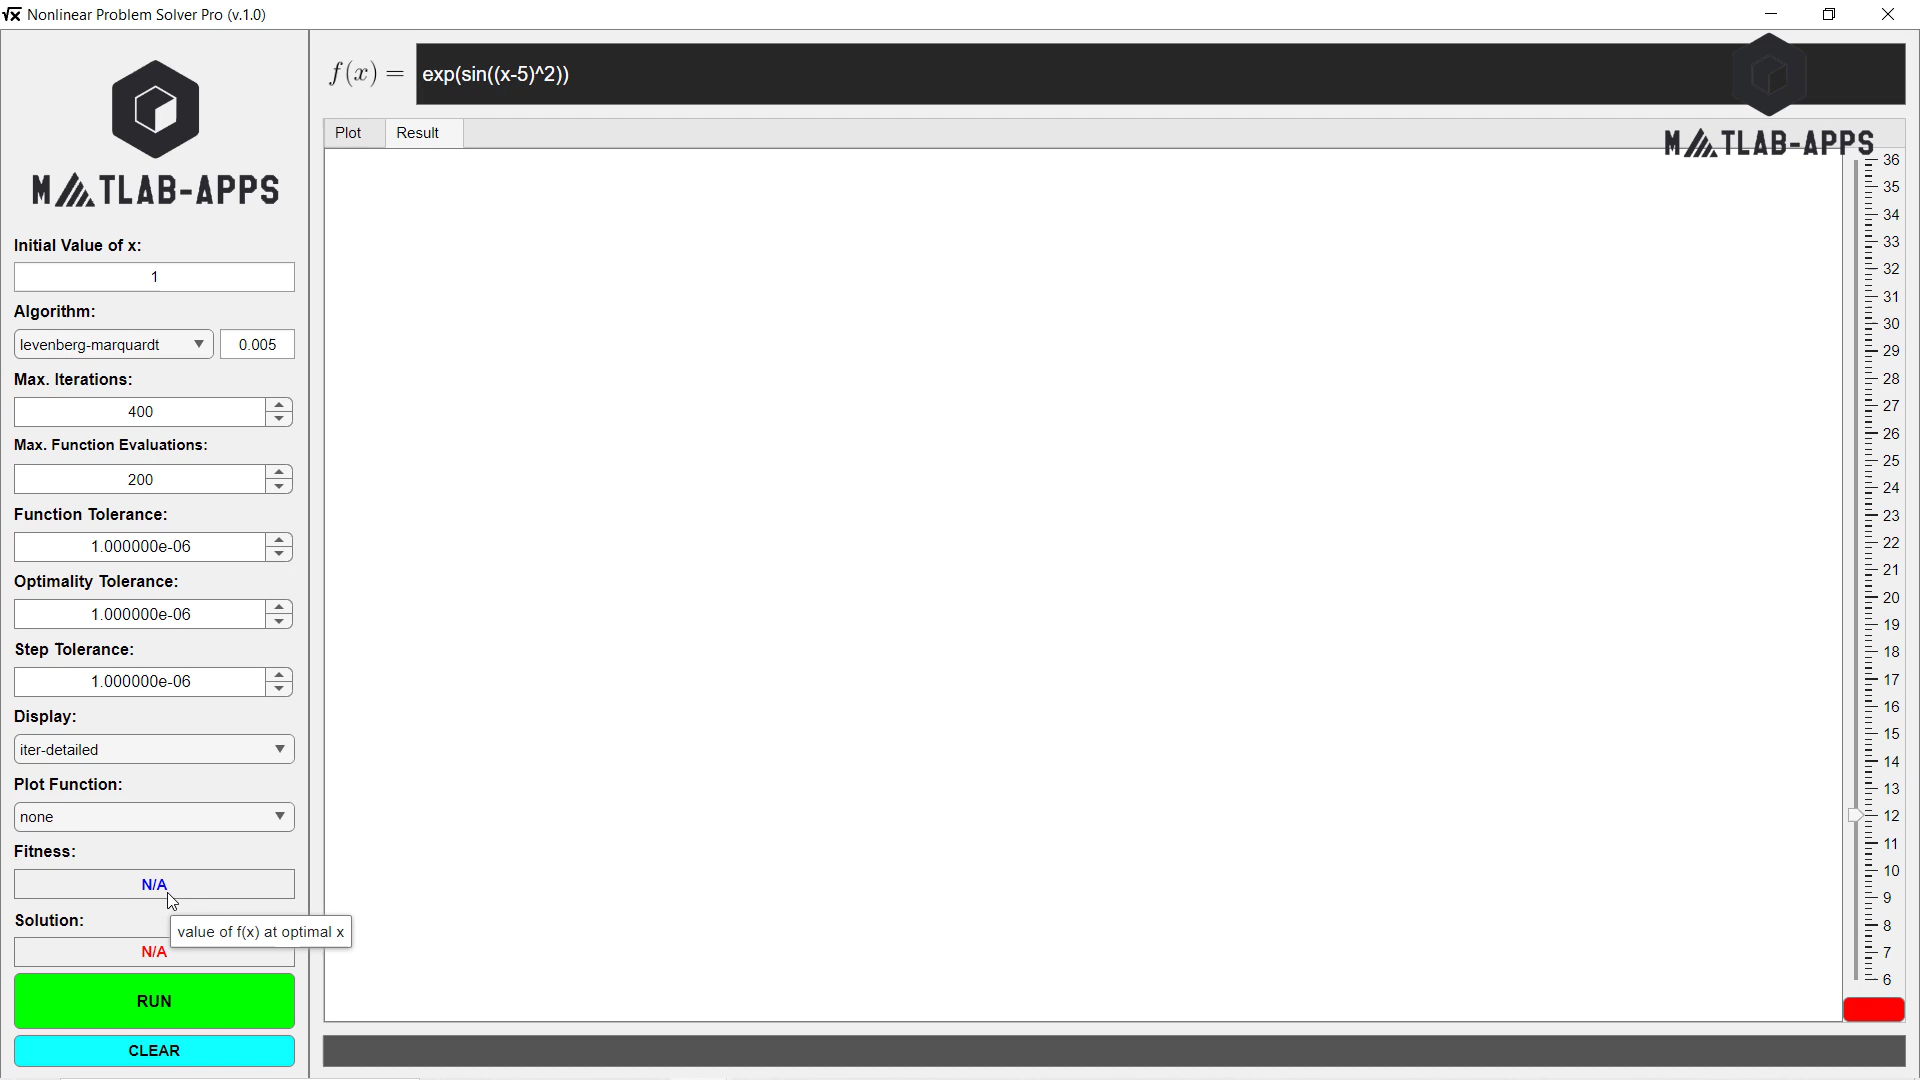 Nonlinear Problem Solver Pro (v.1.0)
MATLAB-APPS
Initial Value of x:
1
Algorithm:
levenberg-marquardt
0.005
Max. Iterations:
400
Max. Function Evaluations:
200
Function Tolerance:
1.000000e-06
Optimality Tolerance:
1.000000e-06
Step Tolerance:
1.000000e-06
Display:
iter-detailed
Plot Function:
none
Fitness:
N/A
Solution:
N/A
value of f(x) at optimal x
RUN
CLEAR
f(x) = exp(sin((x-5)^2))
Plot Result
MATLAB-APPS
36
35
34
33
32
31
30
29
28
27
26
25
24
23
22
21
20
19
18
17
16
15
14
13
12
11
10
9
8
7
6